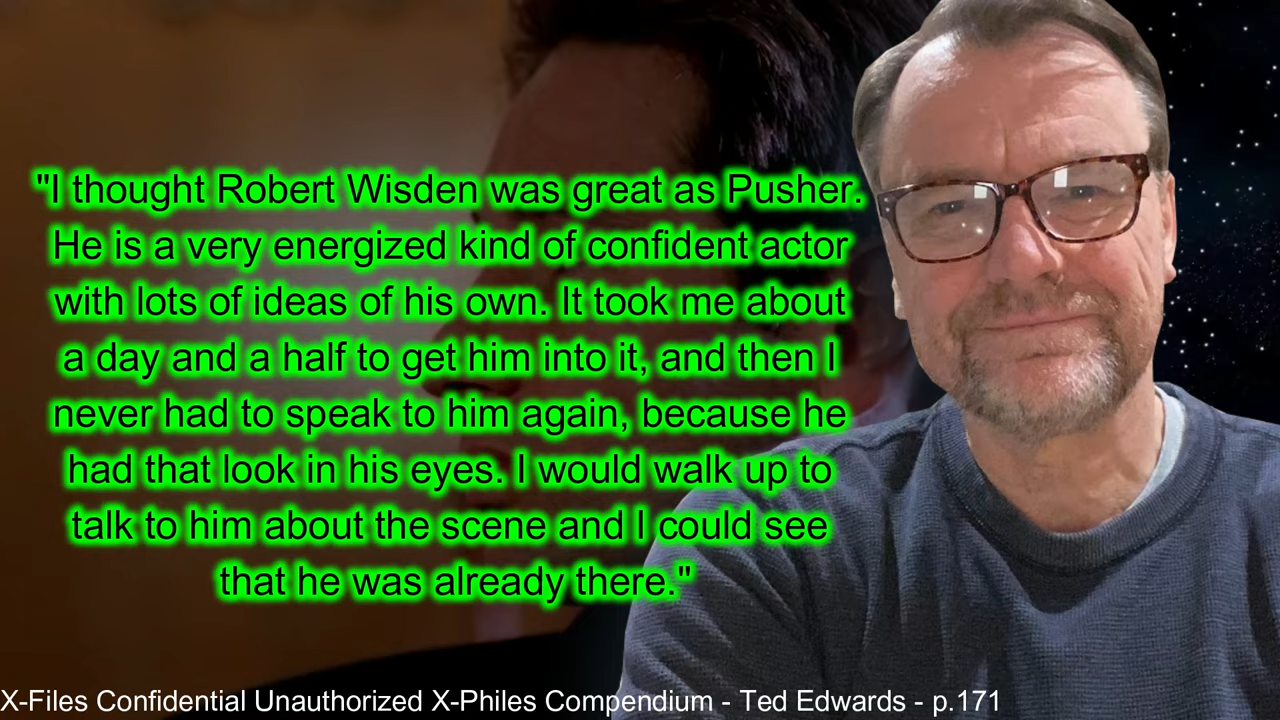 "I thought Robert Wisden was great as Pusher.
He is a very energized kind of confident actor
with lots of ideas of his own. It took me about
a day and a half to get him into it, and then I
never had to speak to him again, because he
had that look in his eyes. I would walk up to
talk to him about the scene and I could see
that he was already there."
X-Files Confidential Unauthorized X-Philes Compendium - Ted Edwards - p.171